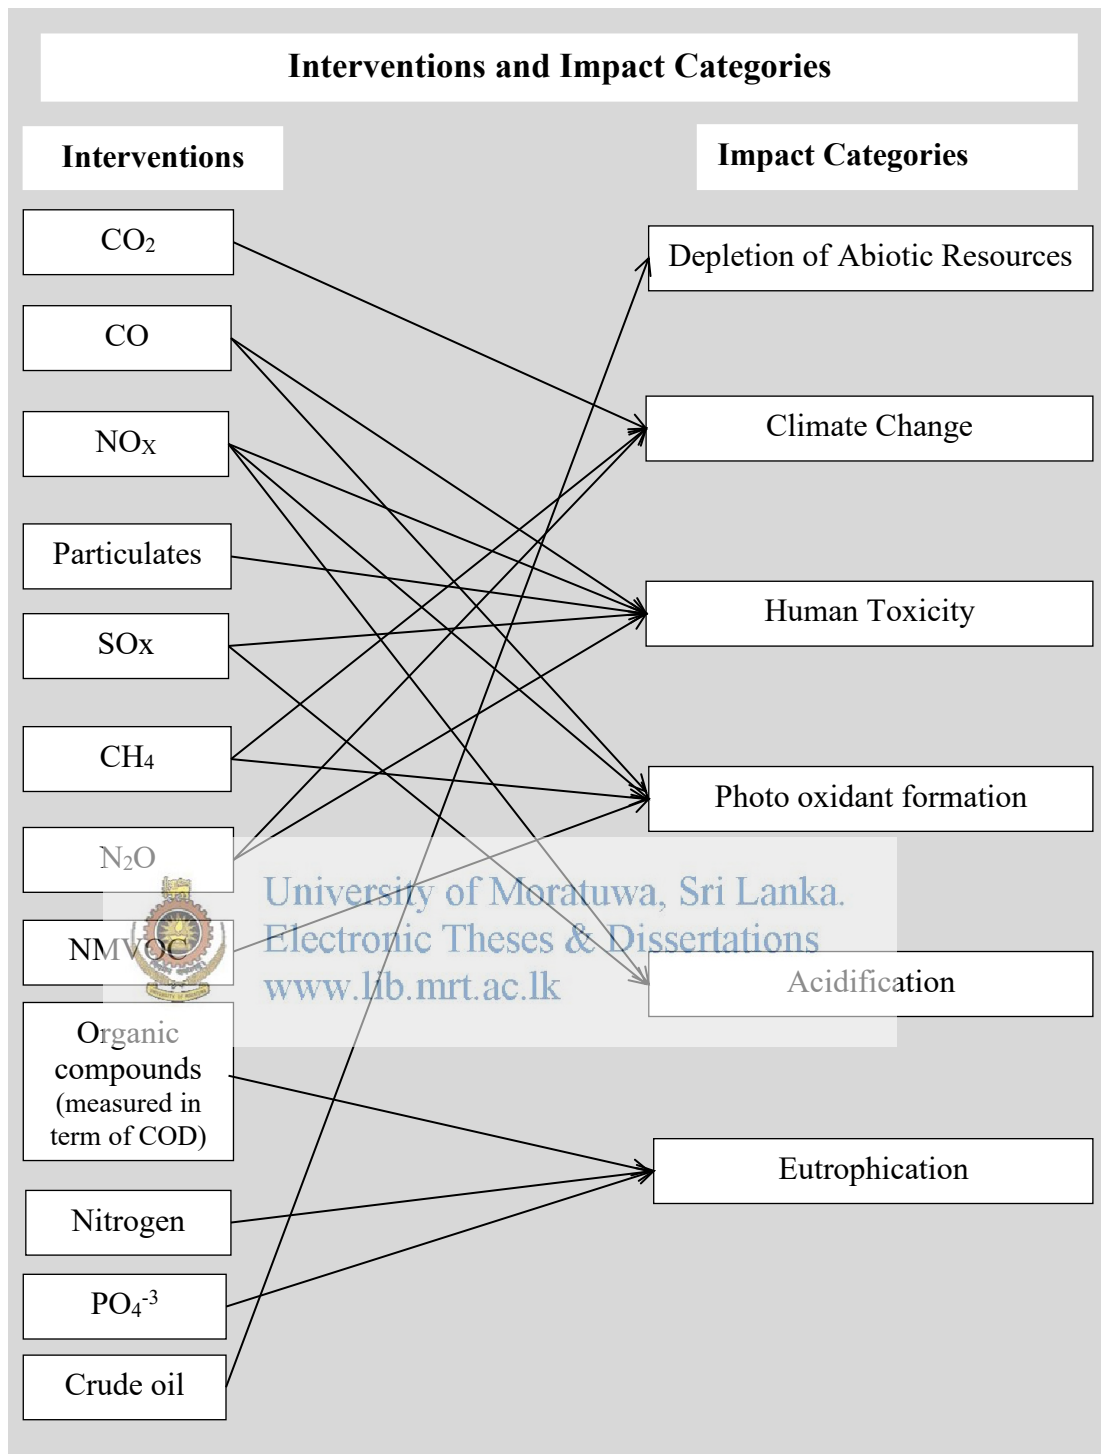 Interventions and Impact Categories
Interventions
Impact Categories
CO₂
Depletion of Abiotic Resources
CO
Climate Change
NOX
Particulates
Human Toxicity
SOx
CH₄
Photo oxidant formation
N₂O
University of Moratuwa, Sri Lanka.
Electronic Theses & Dissertations
www.lib.mrt.ac.lk
NMVOC
Acidification
Organic
compounds
(measured in
term of COD)
Eutrophication
Nitrogen
PO₄⁻³
Crude oil